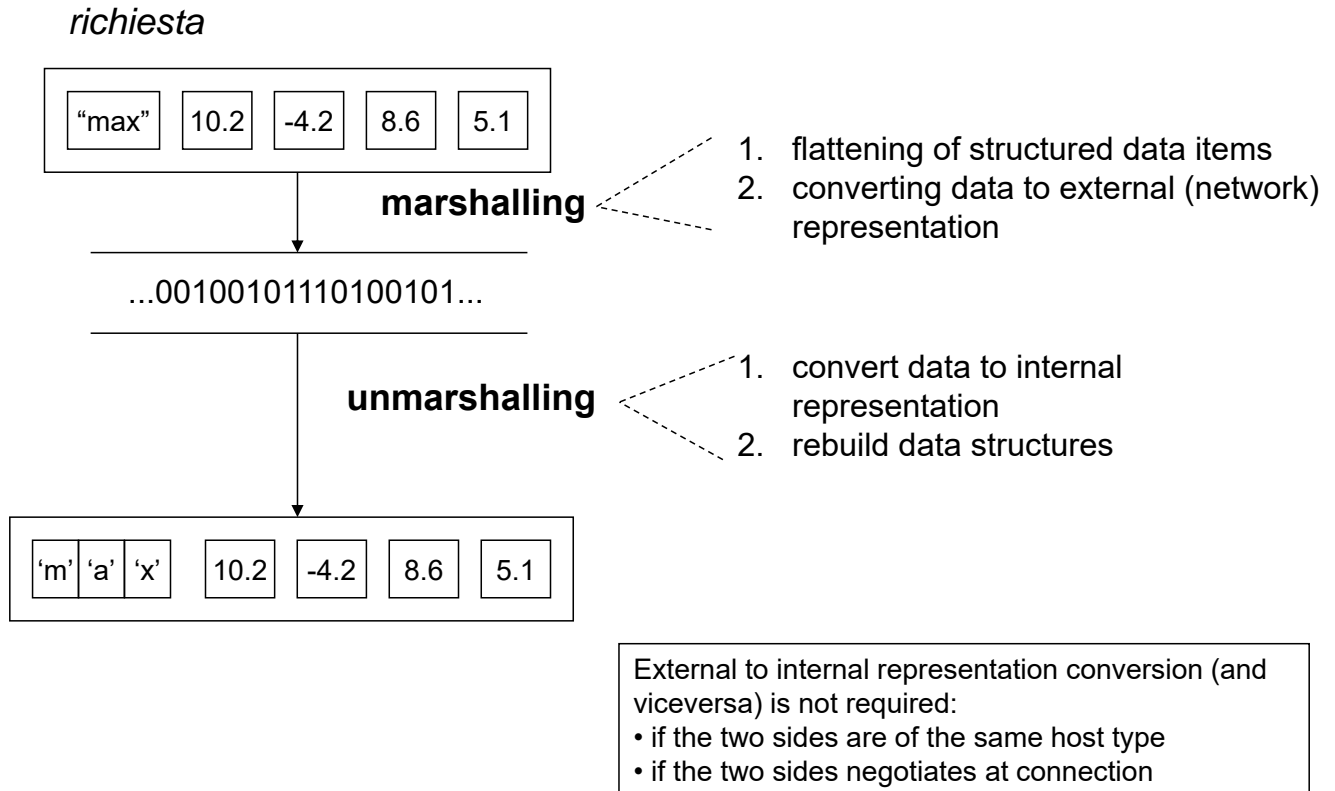 richiesta
“max” 10.2 -4.2 8.6 5.1
marshalling
1. flattening of structured data items
2. converting data to external (network)
representation
...00100101110100101...
unmarshalling
1. convert data to internal
representation
2. rebuild data structures
‘m’ ‘a’ ‘x’ 10.2 -4.2 8.6 5.1
External to internal representation conversion (and
viceversa) is not required:
• if the two sides are of the same host type
• if the two sides negotiates at connection